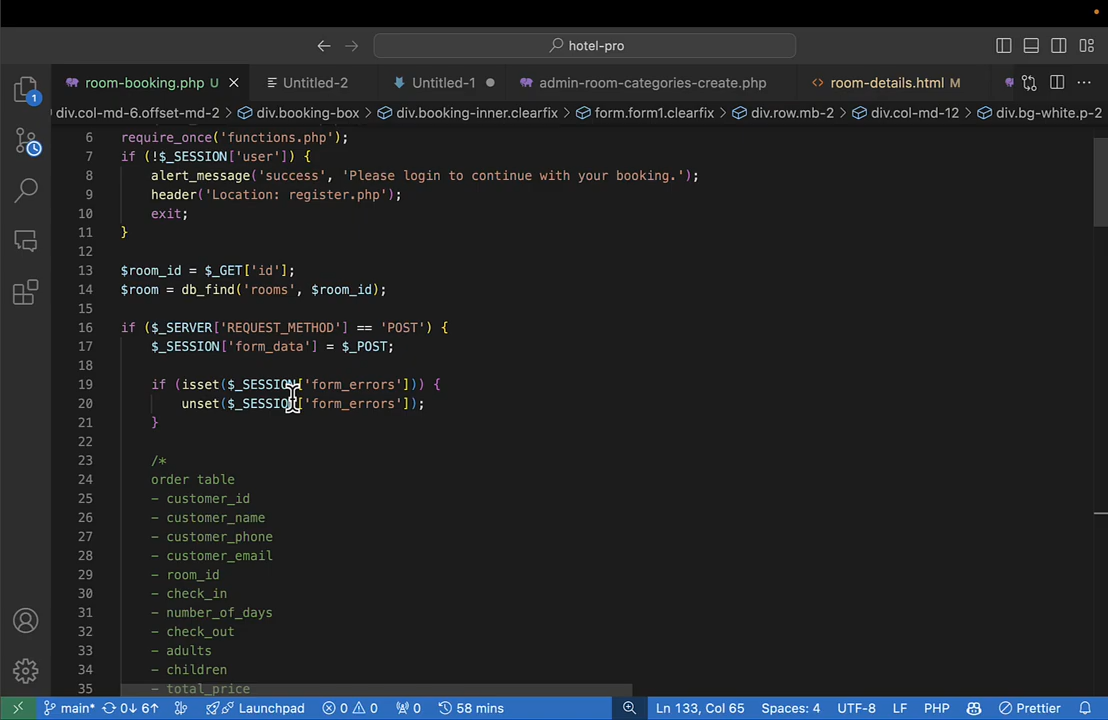 hotel-pro
room-booking.php U Untitled-2 Untitled-1 admin-room-categories-create.php room-details.html M
div.col-md-6.offset-md-2 > div.booking-box > div.booking-inner.clearfix > form.form1.clearfix > div.row.mb-2 > div.col-md-12 > div.bg-white.p-2
1
6 require_once('functions.php');
7 if (!$_SESSION['user']) {
8 alert_message('success', 'Please login to continue with your booking.');
9 header('Location: register.php');
10 exit;
11 }
12
13 $room_id = $_GET['id'];
14 $room = db_find('rooms', $room_id);
15
16 if ($_SERVER['REQUEST_METHOD'] == 'POST') {
17 $_SESSION['form_data'] = $_POST;
18
19 if (isset($_SESSION['form_errors'])) {
20 unset($_SESSION['form_errors']);
21 }
22
23 /*
24 order table
25 - customer_id
26 - customer_name
27 - customer_phone
28 - customer_email
29 - room_id
30 - check_in
31 - number_of_days
32 - check_out
33 - adults
34 - children
35 - total_price
main* 0↓ 6↑ Launchpad 0 0 0 58 mins Ln 133, Col 65 Spaces: 4 UTF-8 LF PHP Prettier